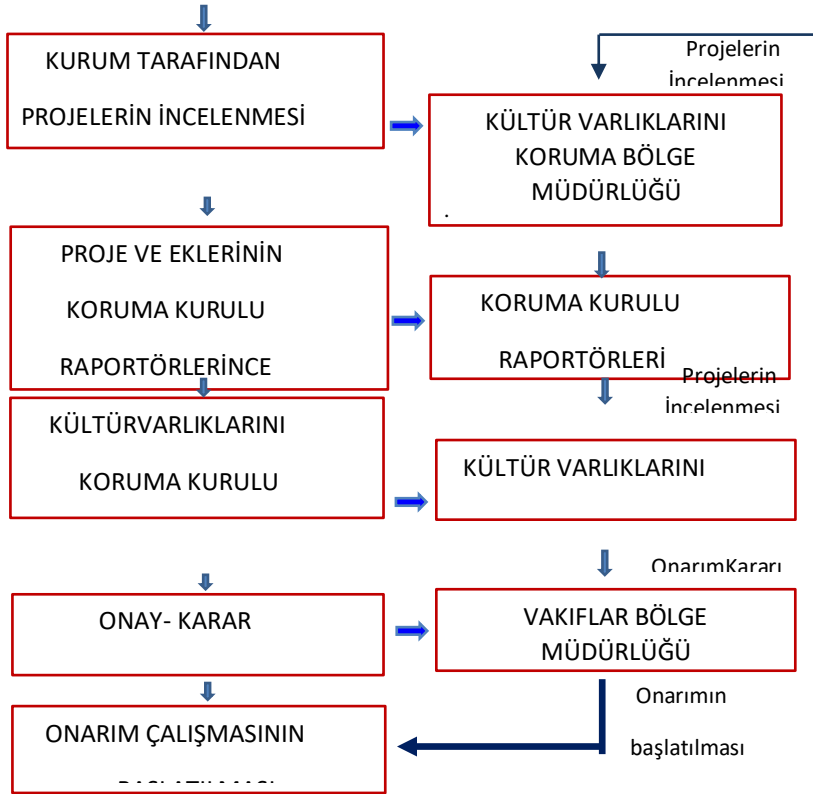 KURUM TARAFINDAN
PROJELERİN İNCELENMESİ
Projelerin
İncelenmesi
KÜLTÜR VARLIKLARINI
KORUMA BÖLGE
MÜDÜRLÜĞÜ
.
PROJE VE EKLERİNİN
KORUMA KURULU
RAPORTÖRLERİNCE
KORUMA KURULU
RAPORTÖRLERİ
Projelerin
İncelenmesi
KÜLTÜRVARLIKLARINI
KORUMA KURULU
KÜLTÜR VARLIKLARINI
OnarımKararı
ONAY- KARAR
VAKIFLAR BÖLGE
MÜDÜRLÜĞÜ
Onarımın
başlatılması
ONARIM ÇALIŞMASININ